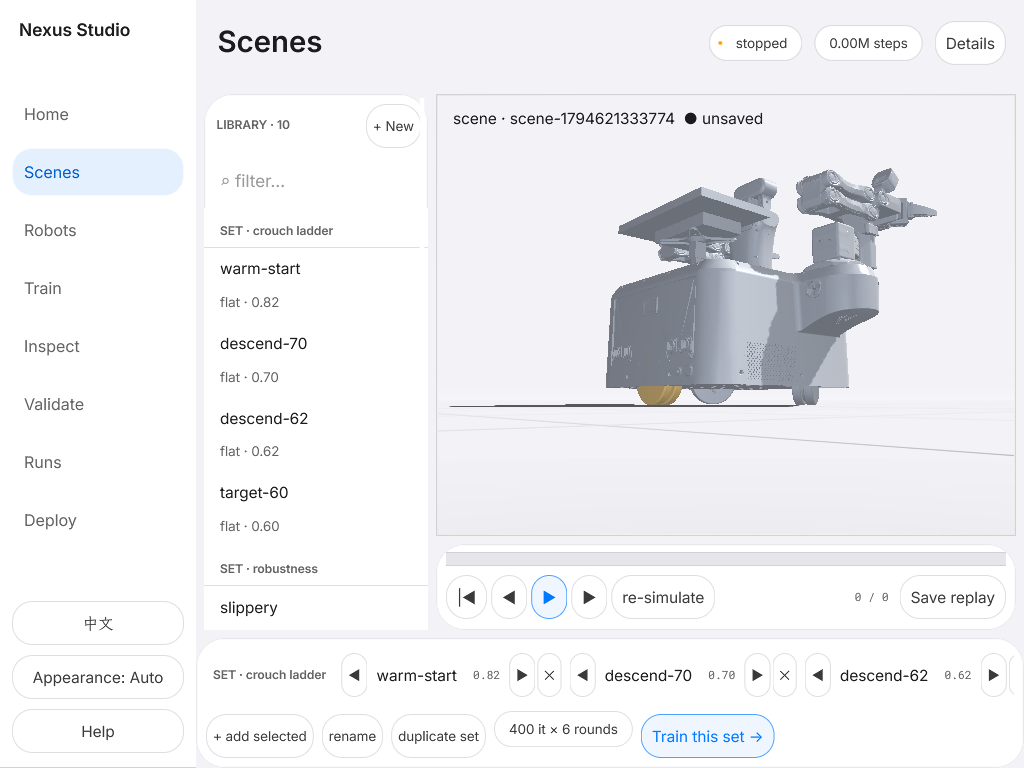 Nexus Studio
Home
Scenes
Robots
Train
Inspect
Validate
Runs
Deploy
中文
Appearance: Auto
Help
Scenes
stopped
0.00M steps
Details
LIBRARY · 10
+ New
filter...
SET · crouch ladder
warm-start
flat · 0.82
descend-70
flat · 0.70
descend-62
flat · 0.62
target-60
flat · 0.60
SET · robustness
slippery
scene · scene-1794621333774 ● unsaved
re-simulate
0 / 0
Save replay
SET · crouch ladder
warm-start 0.82
descend-70 0.70
descend-62 0.62
+ add selected
rename
duplicate set
400 it × 6 rounds
Train this set →